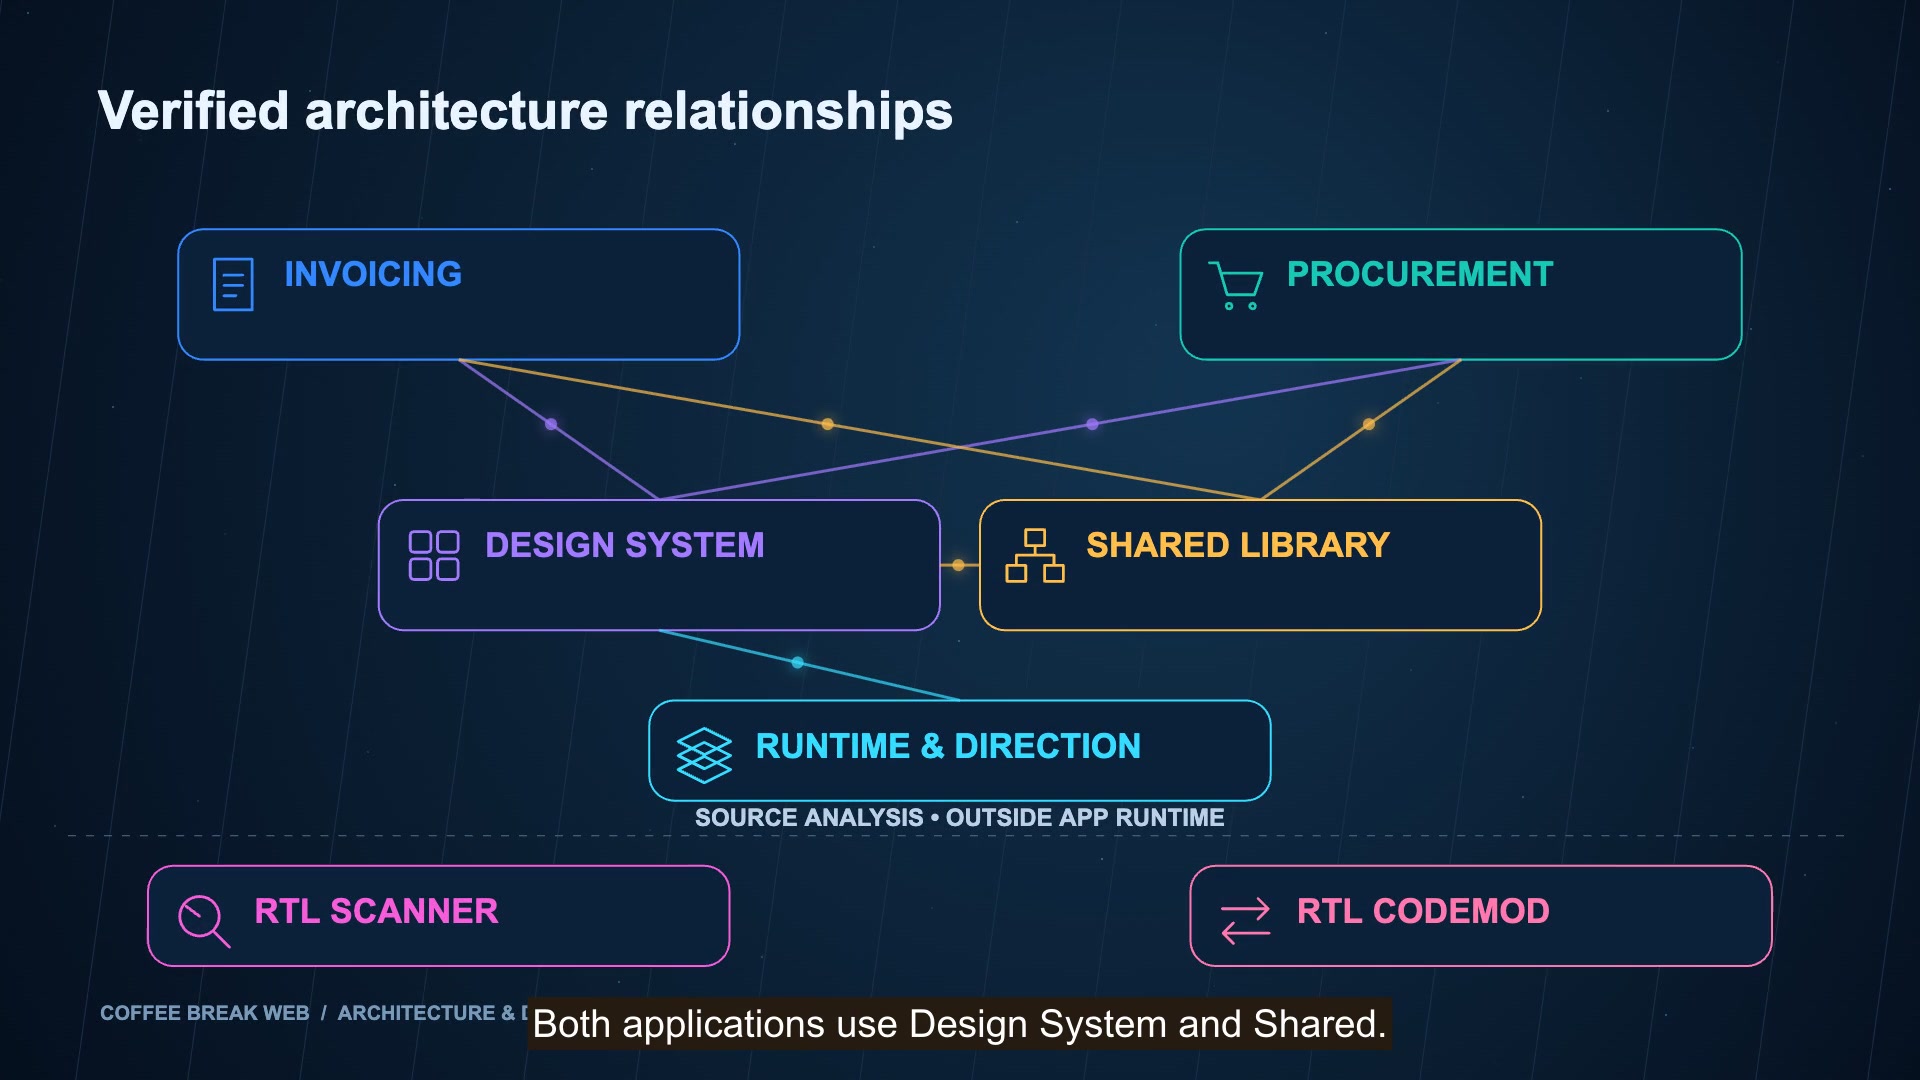 Verified architecture relationships
INVOICING
PROCUREMENT
DESIGN SYSTEM
SHARED LIBRARY
RUNTIME & DIRECTION
SOURCE ANALYSIS • OUTSIDE APP RUNTIME
RTL SCANNER
RTL CODEMOD
COFFEE BREAK WEB / ARCHITECTURE &
Both applications use Design System and Shared.